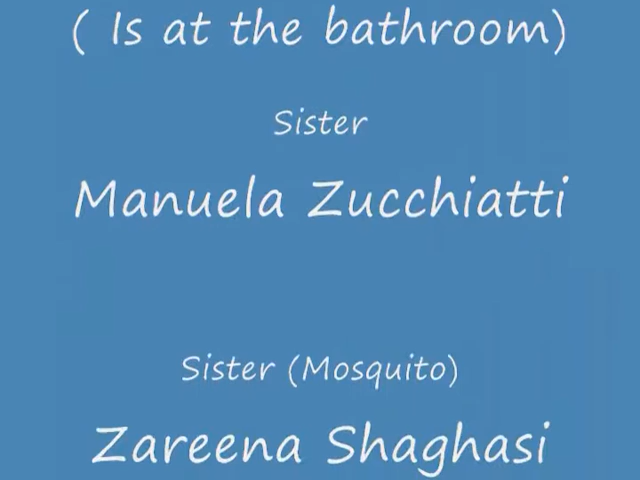 ( Is at the bathroom)
Sister
Manuela Zucchiatti
Sister (Mosquito)
Zareena Shaghasi